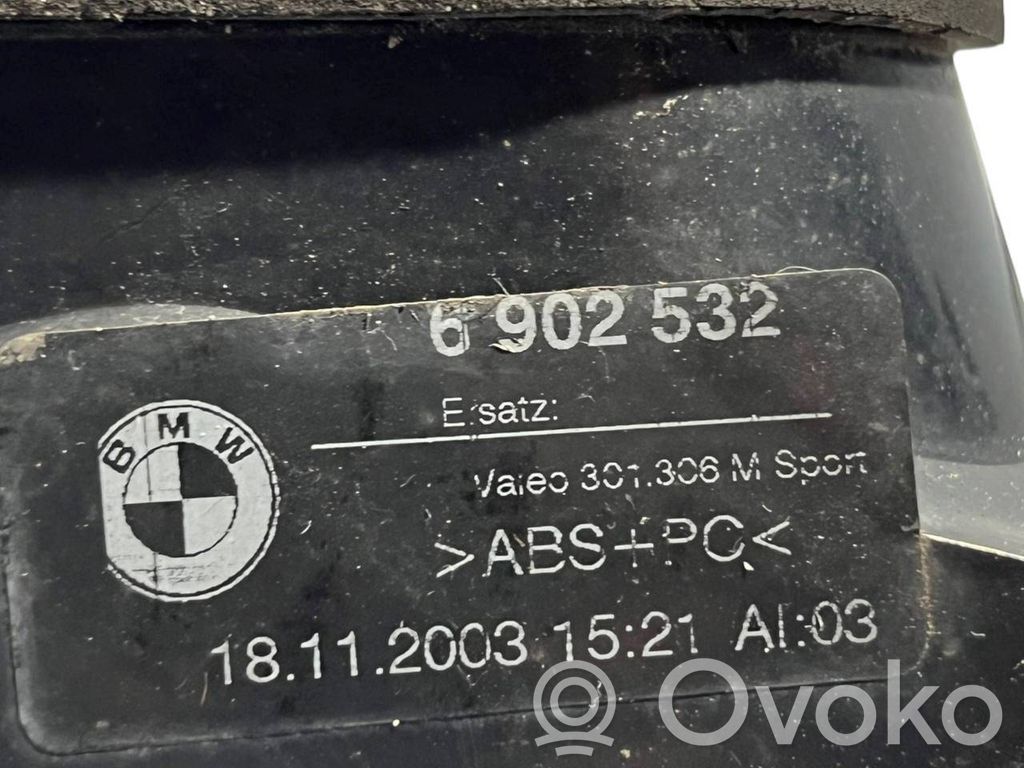 6 902 532
Ersatz:
BMW
Valeo 301.306 M Sport
>ABS+PC<
18.11.2003 15:21 AI:03
Ovoko